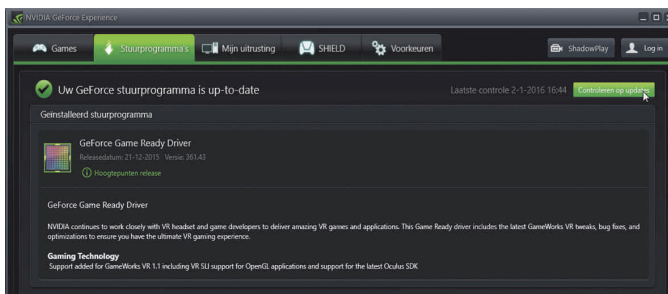 NVIDIA GeForce Experience
Games
Stuurprogramma's
Mijn uitrusting
SHIELD
Voorkeuren
ShadowPlay
Log in
Uw GeForce stuurprogramma is up-to-date
Laatste controle 2-1-2016 16:44
Controleren op updates
Geïnstalleerd stuurprogramma
GeForce Game Ready Driver
Releasedatum: 21-12-2015 Versie: 361.43
Hoogtepunten release
GeForce Game Ready Driver
NVIDIA continues to work closely with VR headset and game developers to deliver amazing VR games and applications. This Game Ready driver includes the latest GameWorks VR tweaks, bug fixes, and
optimizations to ensure you have the ultimate VR gaming experience.
Gaming Technology
Support added for GameWorks VR 1.1 including VR SLI support for OpenGL applications and support for the latest Oculus SDK